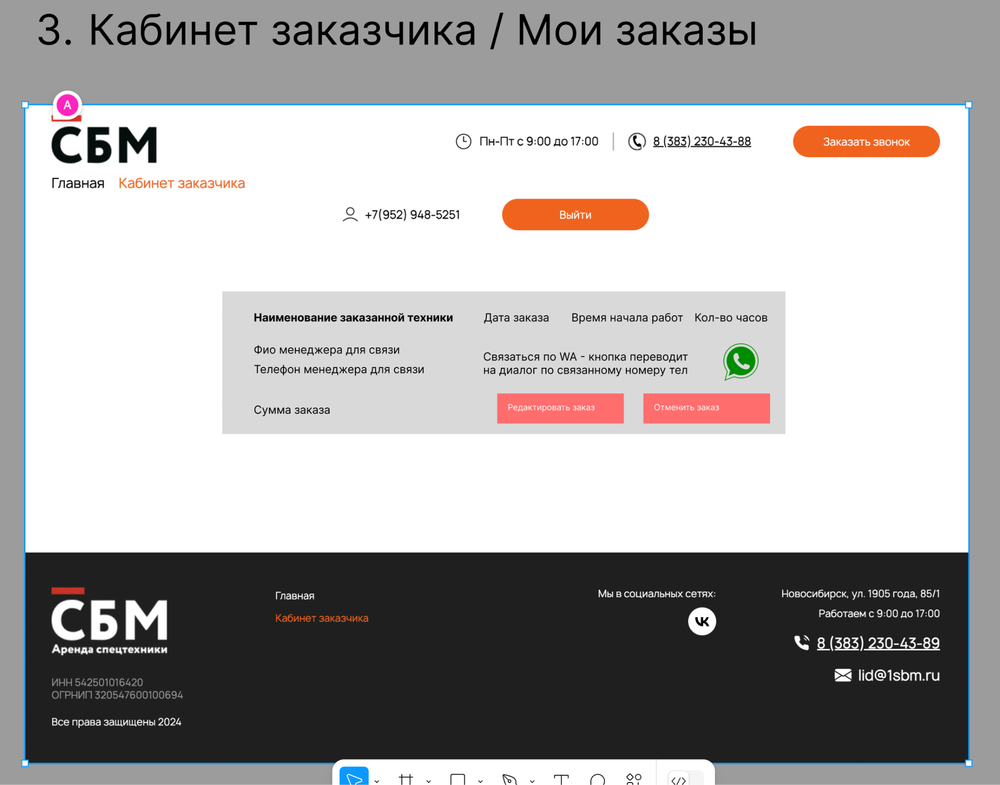 3. Кабинет заказчика / Мои заказы
A
СБМ
Пн-Пт с 9:00 до 17:00
8 (383) 230-43-88
Заказать звонок
Главная
Кабинет заказчика
+7(952) 948-5251
Выйти
Наименование заказанной техники
Дата заказа
Время начала работ
Кол-во часов
Фио менеджера для связи
Телефон менеджера для связи
Связаться по WA - кнопка переводит
на диалог по связанному номеру тел
Сумма заказа
Редактировать заказ
Отменить заказ
СБМ
Аренда спецтехники
ИНН 542501016420
ОГРНИП 320547600100694
Все права защищены 2024
Главная
Кабинет заказчика
Мы в социальных сетях:
Новосибирск, ул. 1905 года, 85/1
Работаем с 9:00 до 17:00
8 (383) 230-43-89
lid@1sbm.ru